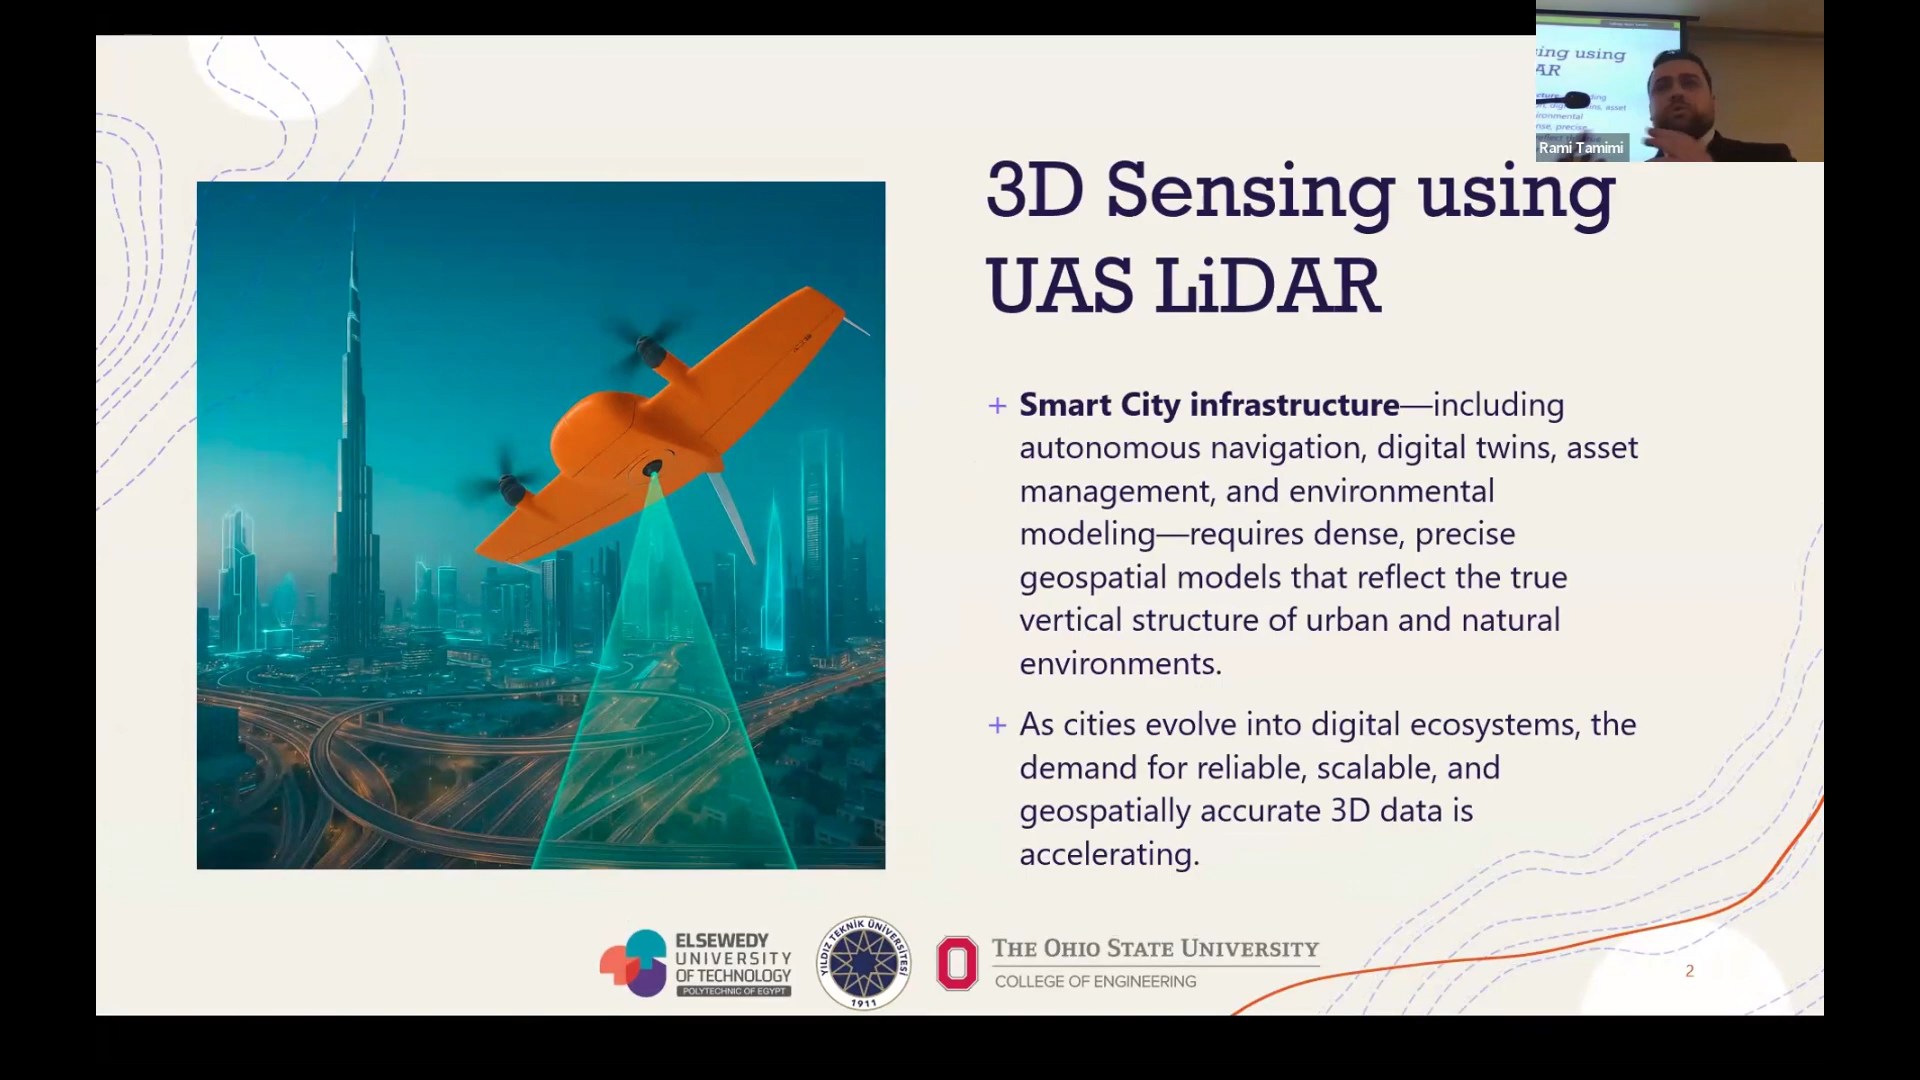 ing using
AR
Rami Tamimi
3D Sensing using
UAS LiDAR
+ Smart City infrastructure—including
autonomous navigation, digital twins, asset
management, and environmental
modeling—requires dense, precise
geospatial models that reflect the true
vertical structure of urban and natural
environments.
+ As cities evolve into digital ecosystems, the
demand for reliable, scalable, and
geospatially accurate 3D data is
accelerating.
ELSEWEDY
UNIVERSITY
OF TECHNOLOGY
POLYTECHNIC OF EGYPT
YILDIZ TEKNİK ÜNİVERSİTESİ
1911
THE OHIO STATE UNIVERSITY
COLLEGE OF ENGINEERING
2